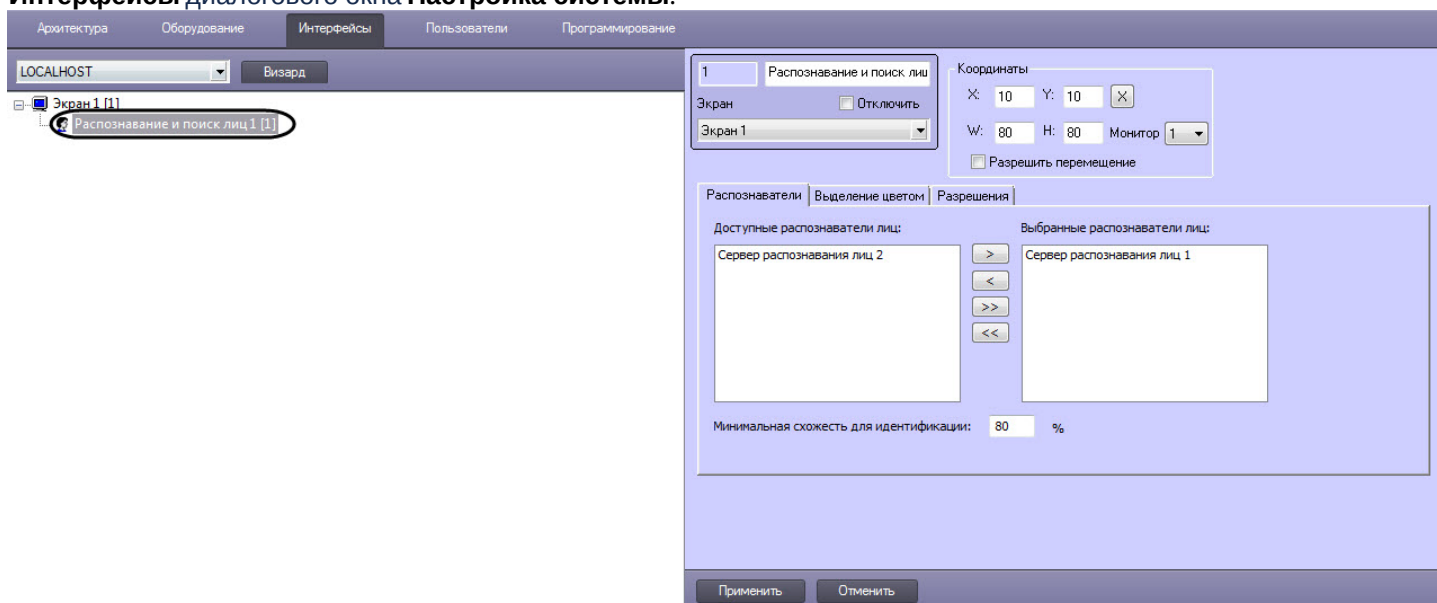 Интерфейсы диалогового окна Настройка системы.
Архитектура Оборудование Интерфейсы Пользователи Программирование
LOCALHOST Визард
Экран 1 [1]
Распознавание и поиск лиц 1 [1]
1 Распознавание и поиск лиц
Экран Отключить
Экран 1
Координаты
X: 10 Y: 10 X
W: 80 H: 80 Монитор 1
Разрешить перемещение
Распознаватели Выделение цветом Разрешения
Доступные распознаватели лиц: Выбранные распознаватели лиц:
Сервер распознавания лиц 2 > Сервер распознавания лиц 1
<
>>
<<
Минимальная схожесть для идентификации: 80 %
Применить Отменить